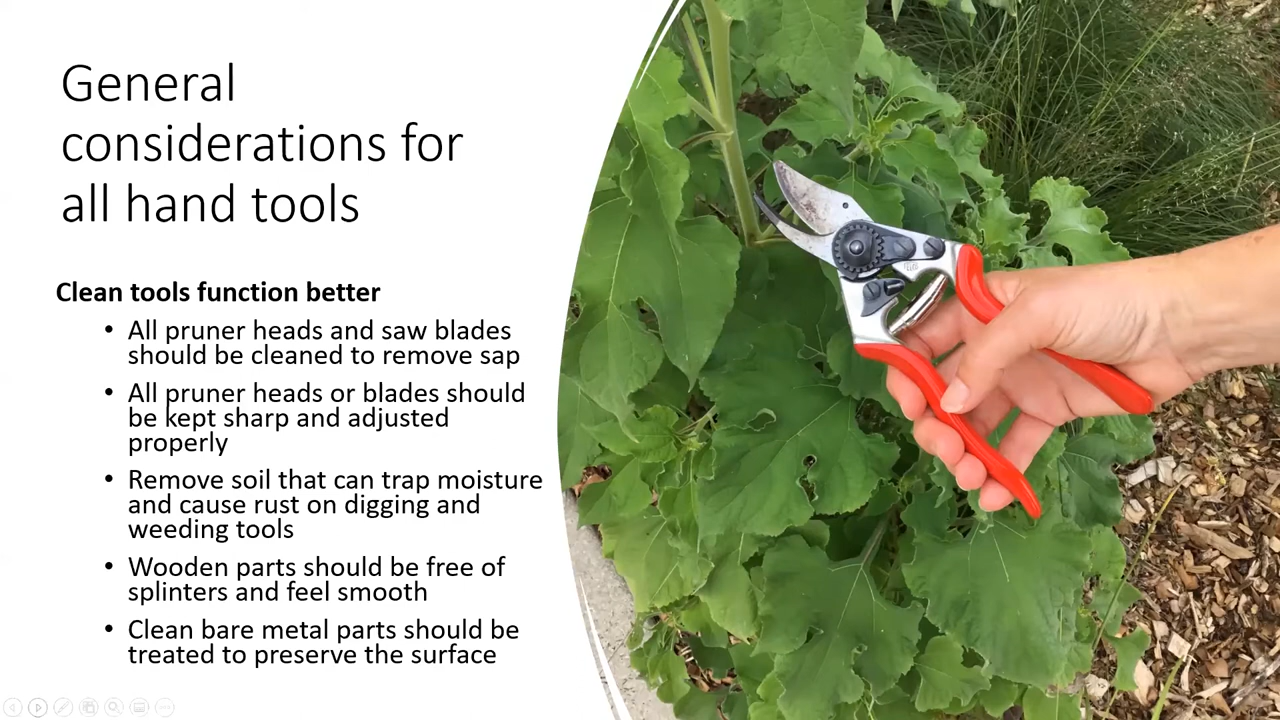 General
considerations for
all hand tools
Clean tools function better
• All pruner heads and saw blades
should be cleaned to remove sap
• All pruner heads or blades should
be kept sharp and adjusted
properly
• Remove soil that can trap moisture
and cause rust on digging and
weeding tools
• Wooden parts should be free of
splinters and feel smooth
• Clean bare metal parts should be
treated to preserve the surface